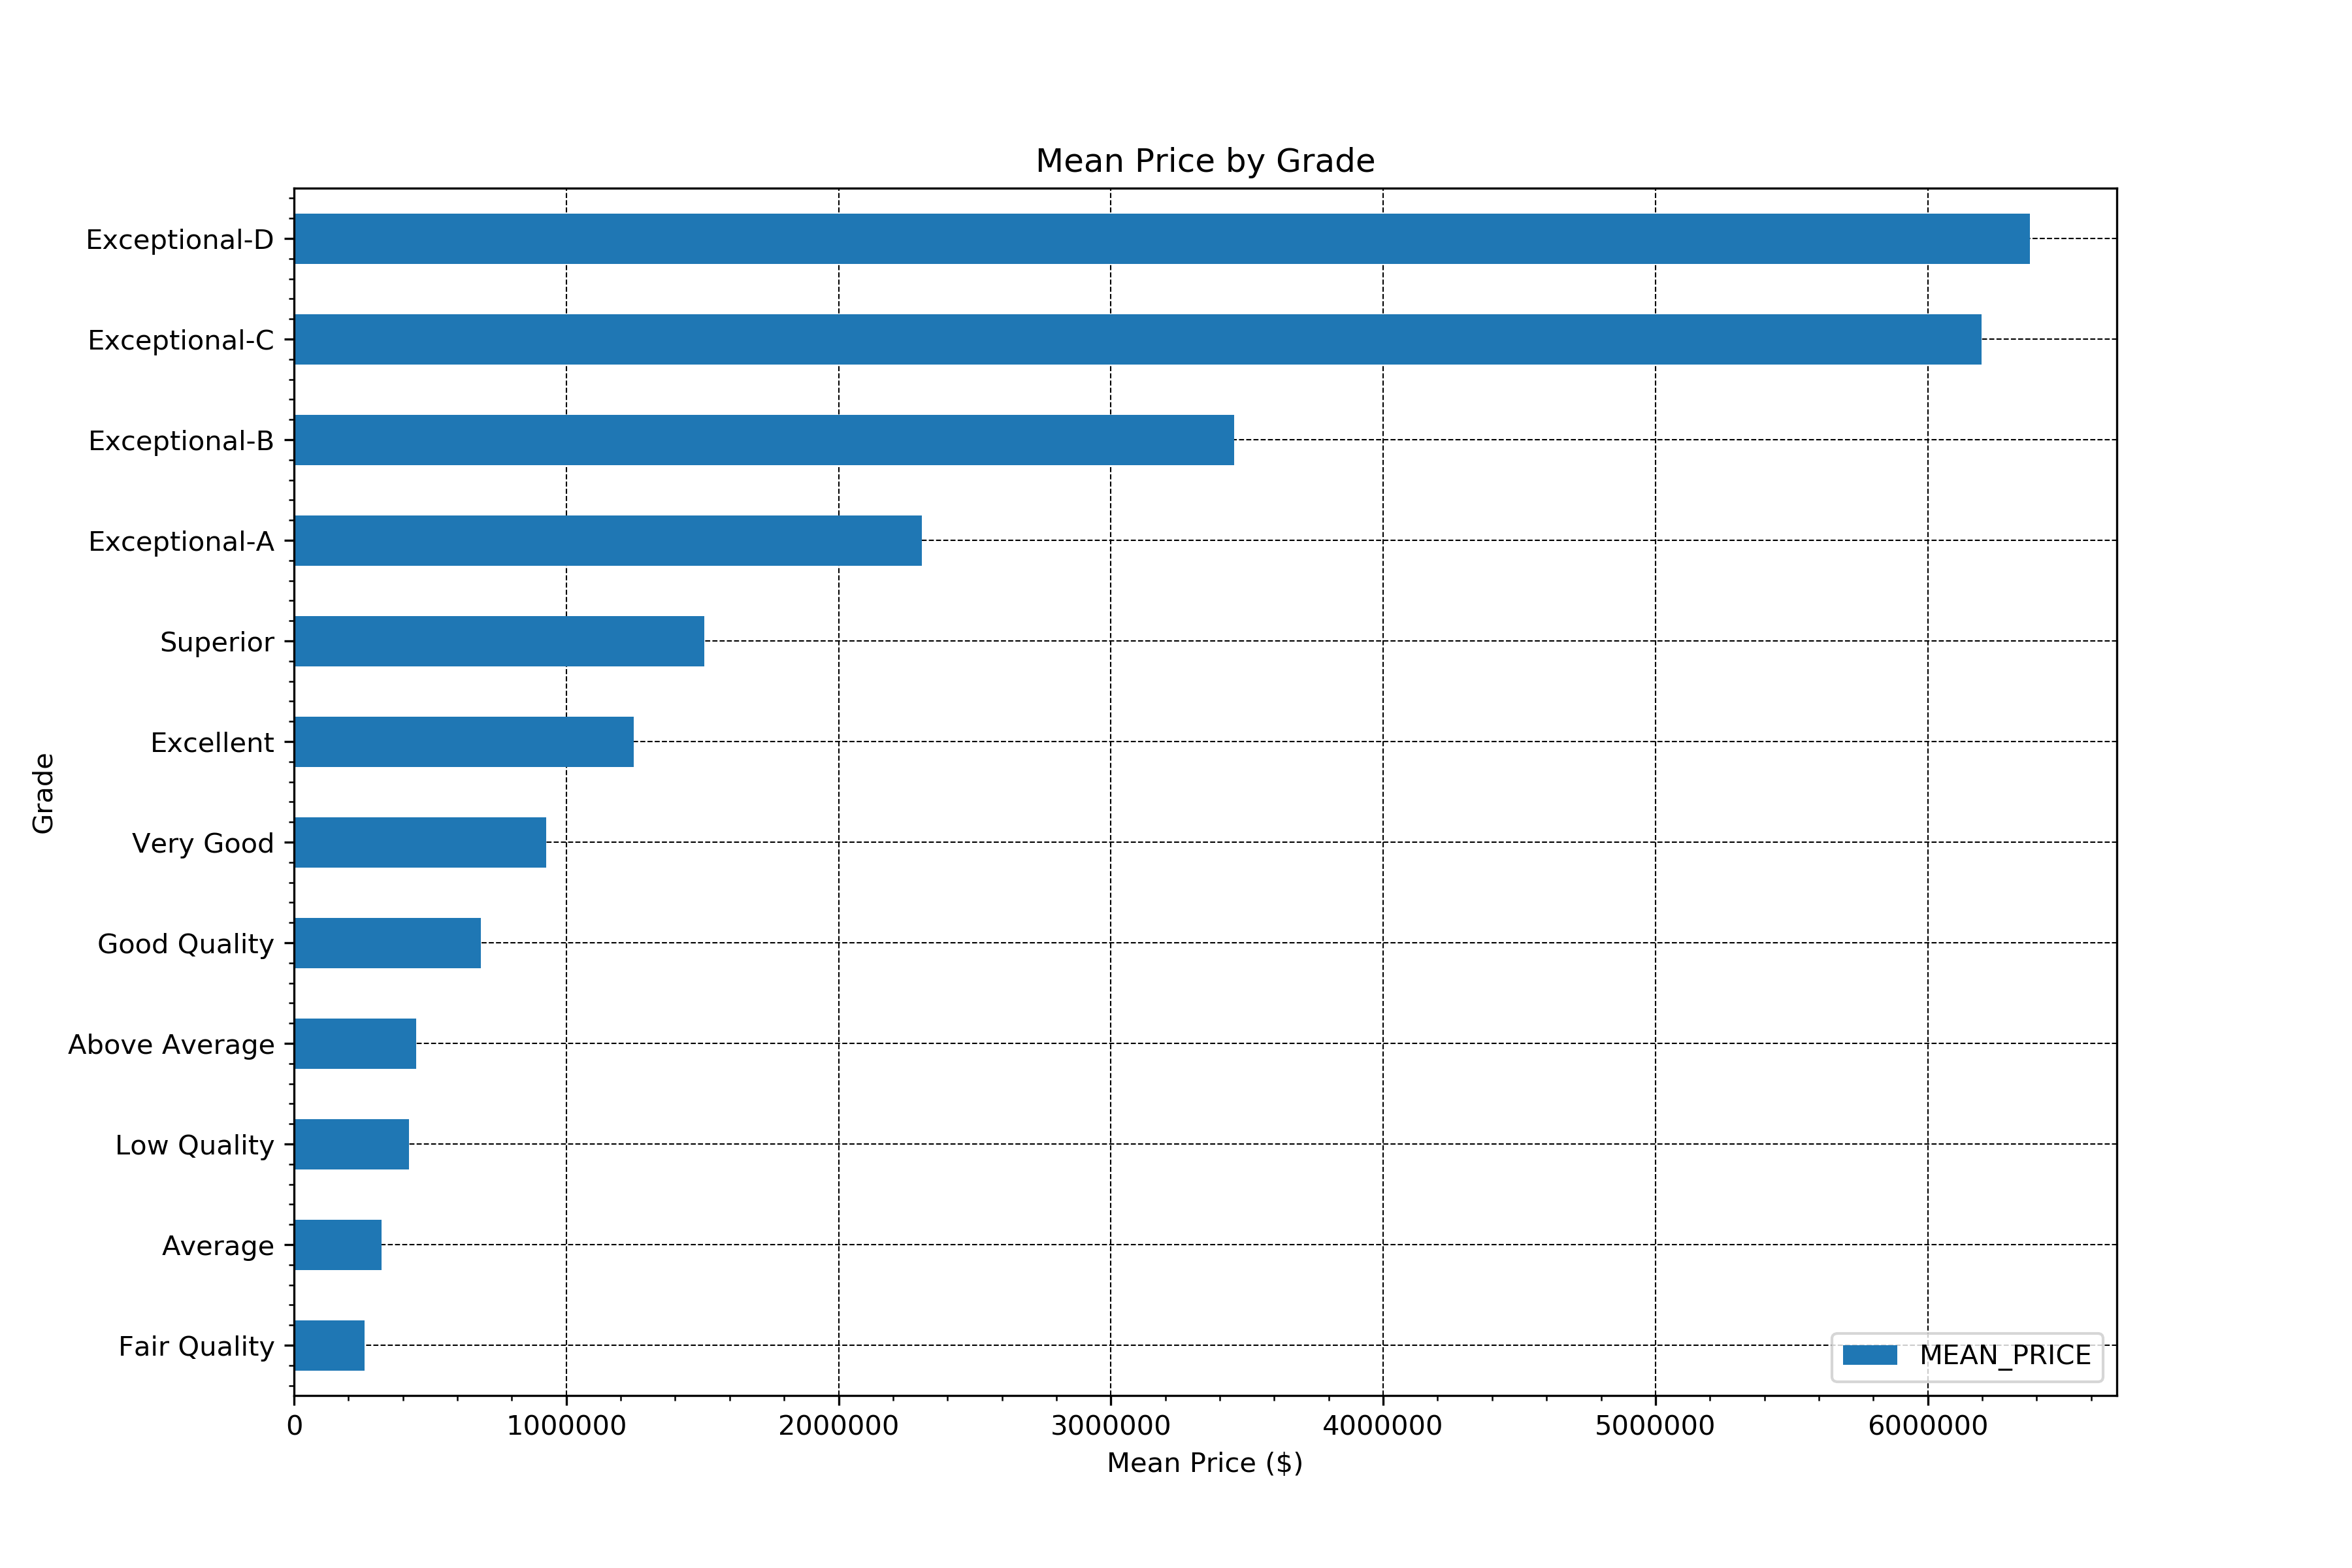 Mean Price by Grade
Exceptional-D
Exceptional-C
Exceptional-B
Exceptional-A
Superior
Excellent
Very Good
Good Quality
Above Average
Low Quality
Average
Fair Quality
Grade
MEAN_PRICE
0 1000000 2000000 3000000 4000000 5000000 6000000
Mean Price ($)